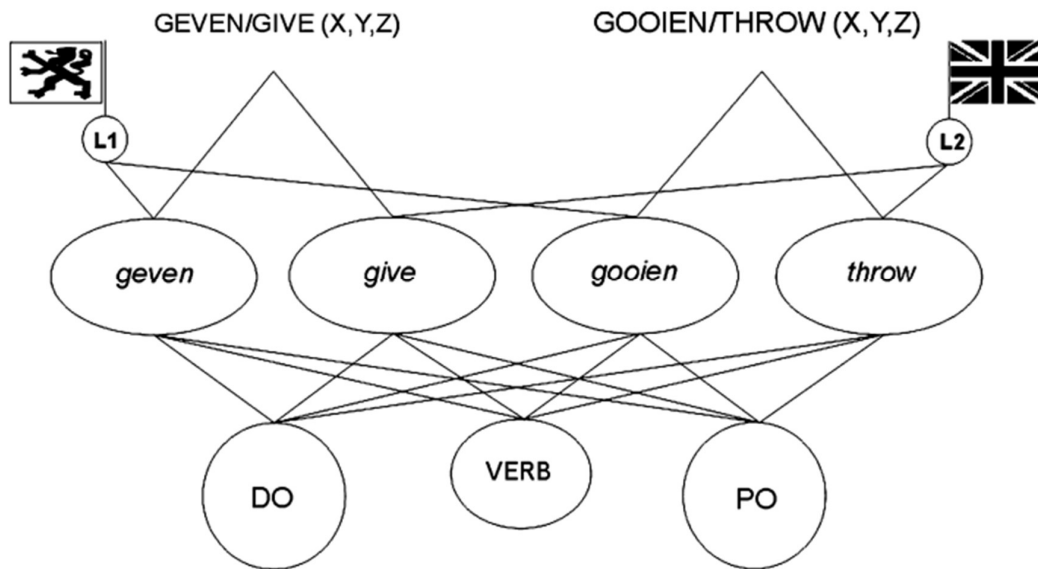 GEVEN/GIVE (X,Y,Z)
GOOIEN/THROW (X,Y,Z)
L1
L2
geven
give
gooien
throw
DO
VERB
PO